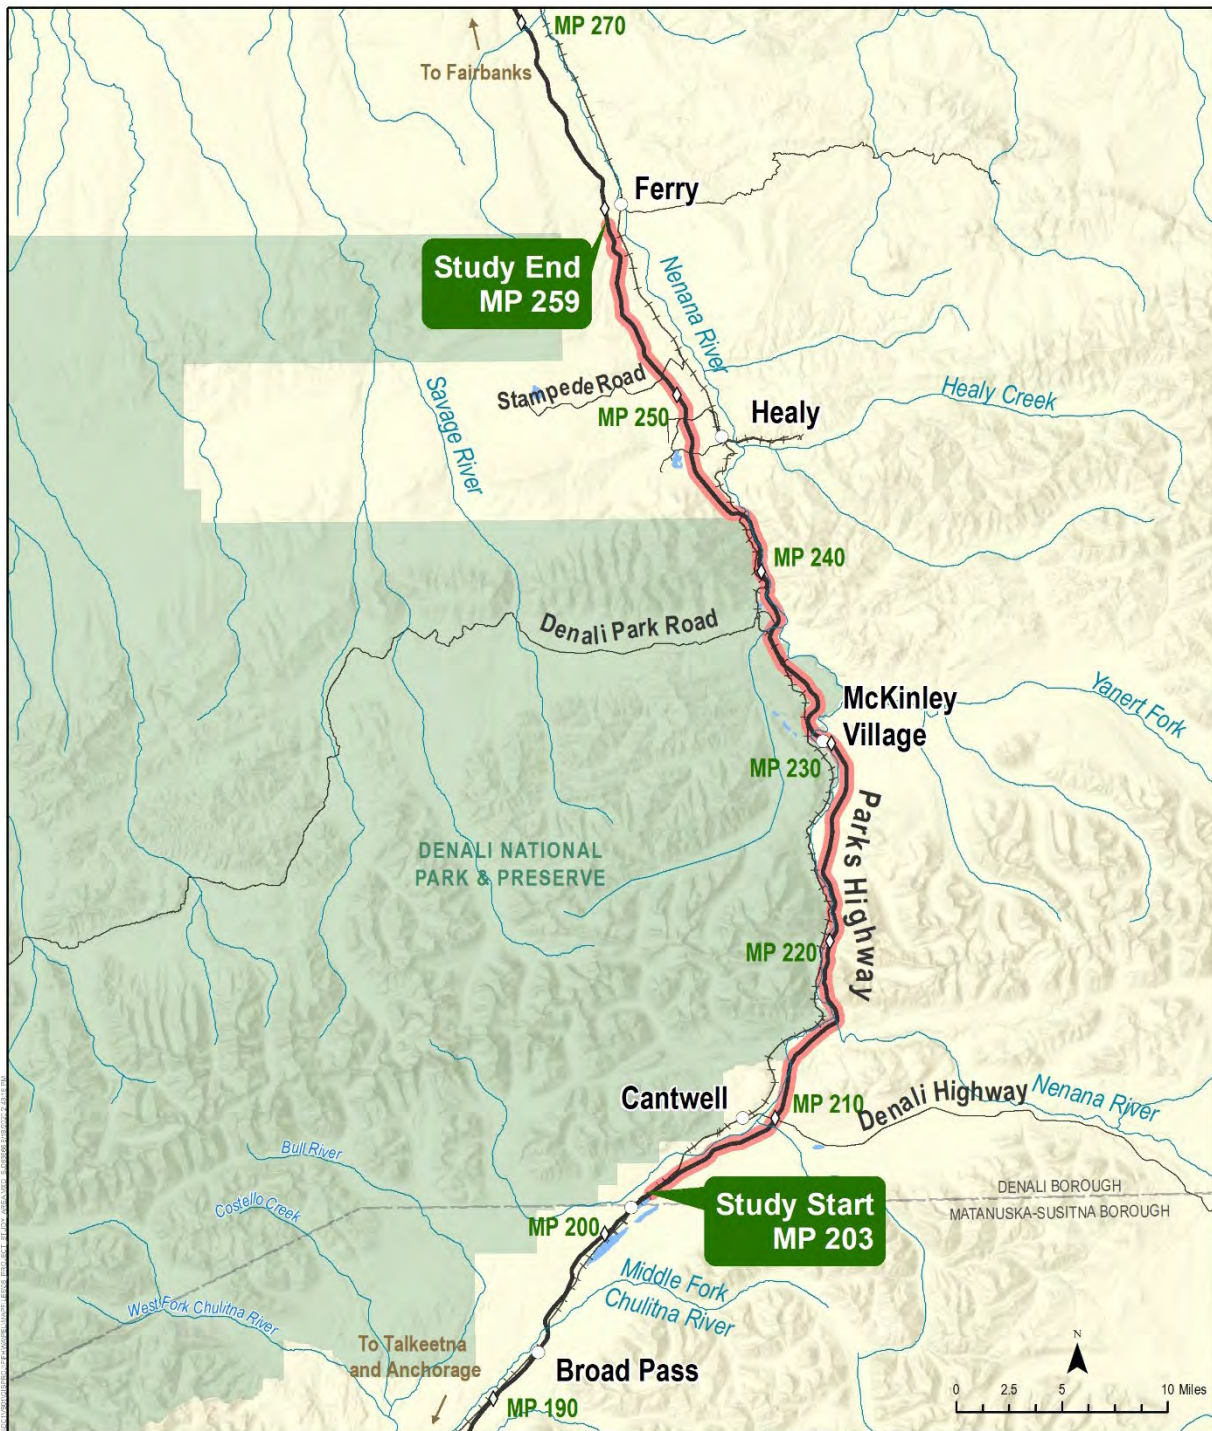 MP 270
To Fairbanks
Ferry
Study End
MP 259
Nenana River
Stampede Road
MP 250
Healy
Healy Creek
Savage River
MP 240
Denali Park Road
McKinley
Village
Yanert Fork
MP 230
Parks Highway
DENALI NATIONAL
PARK & PRESERVE
MP 220
Cantwell
MP 210
Denali Highway
Nenana River
Bull River
Costello Creek
DENALI BOROUGH
MATANUSKA-SUSITNA BOROUGH
Study Start
MP 203
MP 200
Middle Fork
Chulitna River
West Fork Chulitna River
To Talkeetna
and Anchorage
Broad Pass
MP 190
N
0 2.5 5 10 Miles